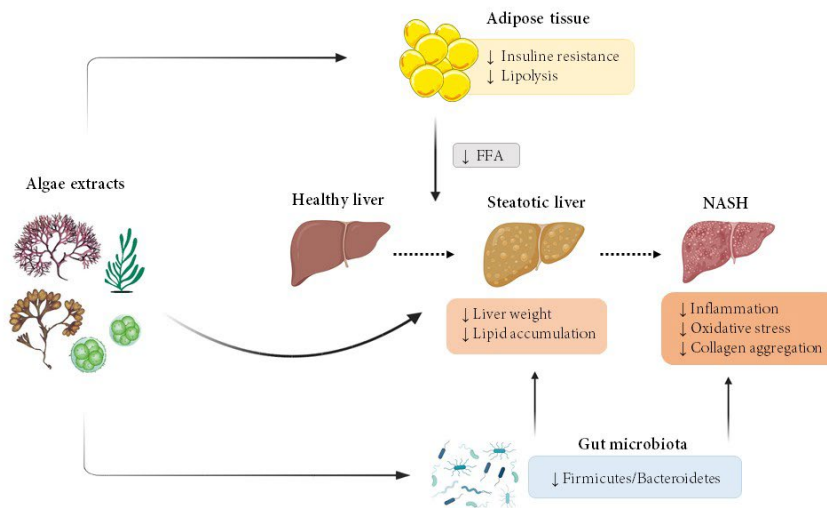 Adipose tissue
↓ Insuline resistance
↓ Lipolysis
↓ FFA
Algae extracts
Healthy liver
Steatotic liver
NASH
↓ Liver weight
↓ Lipid accumulation
↓ Inflammation
↓ Oxidative stress
↓ Collagen aggregation
Gut microbiota
↓ Firmicutes/Bacteroidetes